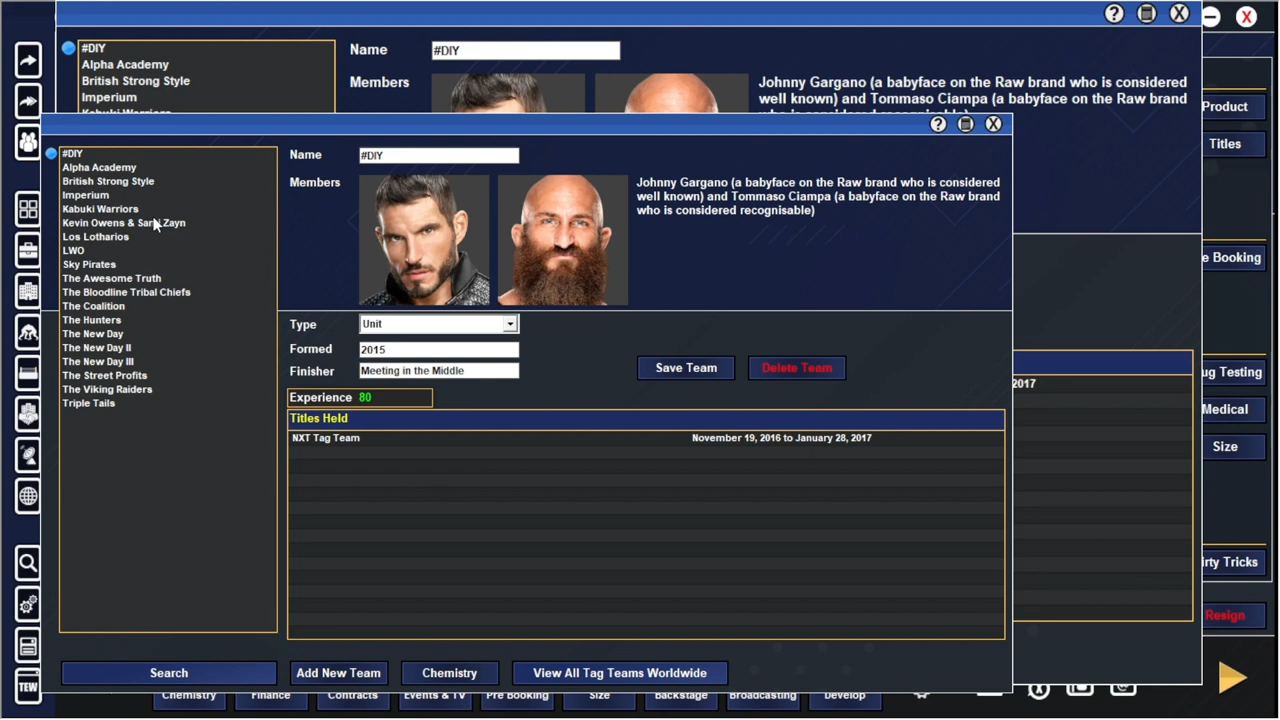 ?
X
X
#DIY
Alpha Academy
British Strong Style
Imperium
Kabuki Warriors
Name
#DIY
Members
Johnny Gargano (a babyface on the Raw brand who is considered
well known) and Tommaso Ciampa (a babyface on the Raw brand
who is considered recognisable)
Product
Titles
e Booking
ug Testing
Medical
Size
irty Tricks
Resign
2017
?
X
#DIY
Alpha Academy
British Strong Style
Imperium
Kabuki Warriors
Kevin Owens & Sami Zayn
Los Lotharios
LWO
Sky Pirates
The Awesome Truth
The Bloodline Tribal Chiefs
The Coalition
The Hunters
The New Day
The New Day II
The New Day III
The Street Profits
The Viking Raiders
Triple Tails
Name
#DIY
Members
Johnny Gargano (a babyface on the Raw brand who is considered
well known) and Tommaso Ciampa (a babyface on the Raw brand
who is considered recognisable)
Type
Unit
Formed
2015
Finisher
Meeting in the Middle
Save Team
Delete Team
Experience 80
Titles Held
NXT Tag Team
November 19, 2016 to January 28, 2017
Search
Add New Team
Chemistry
View All Tag Teams Worldwide
TEW
Chemistry
Finance
Contracts
Events & TV
Pre Booking
Size
Backstage
Broadcasting
Develop